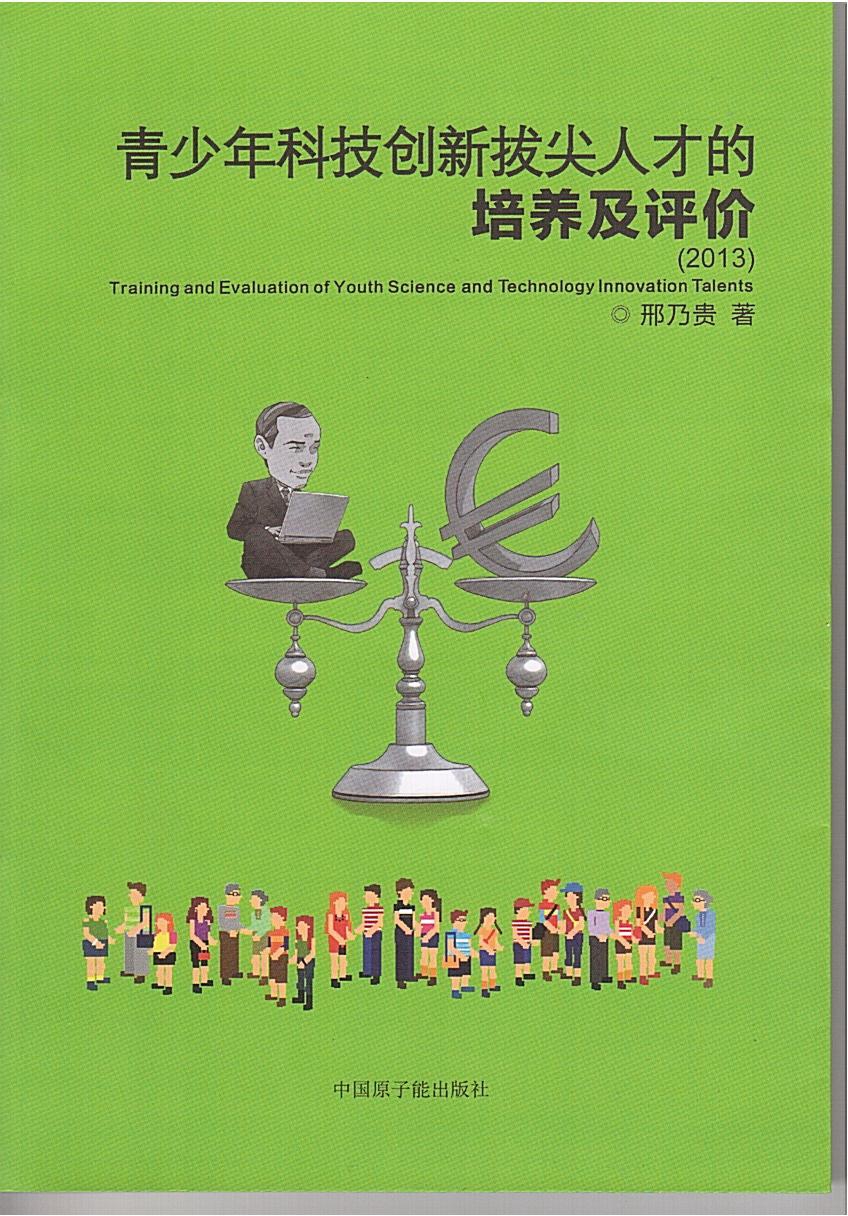 青少年科技创新拔尖人才的
培养及评价
(2013)
Training and Evaluation of Youth Science and Technology Innovation Talents
◎ 邢乃贵 著
中国原子能出版社